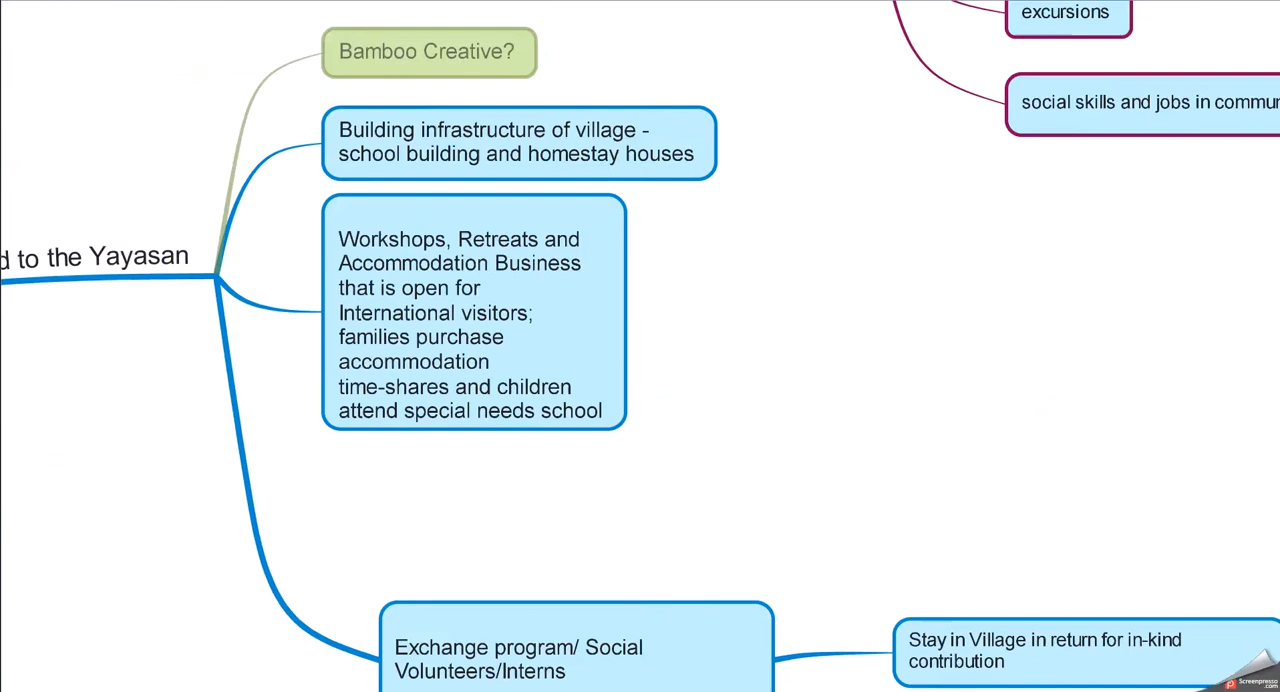 excursions
Bamboo Creative?
social skills and jobs in
Building infrastructure of village -
school building and homestay houses
to the Yayasan
Workshops, Retreats and
Accommodation Business
that is open for
International visitors;
families purchase
accommodation
time-shares and children
attend special needs school
Exchange program/ Social
Volunteers/Interns
Stay in Village in return for in-kind
contribution
Screenpresso
.com